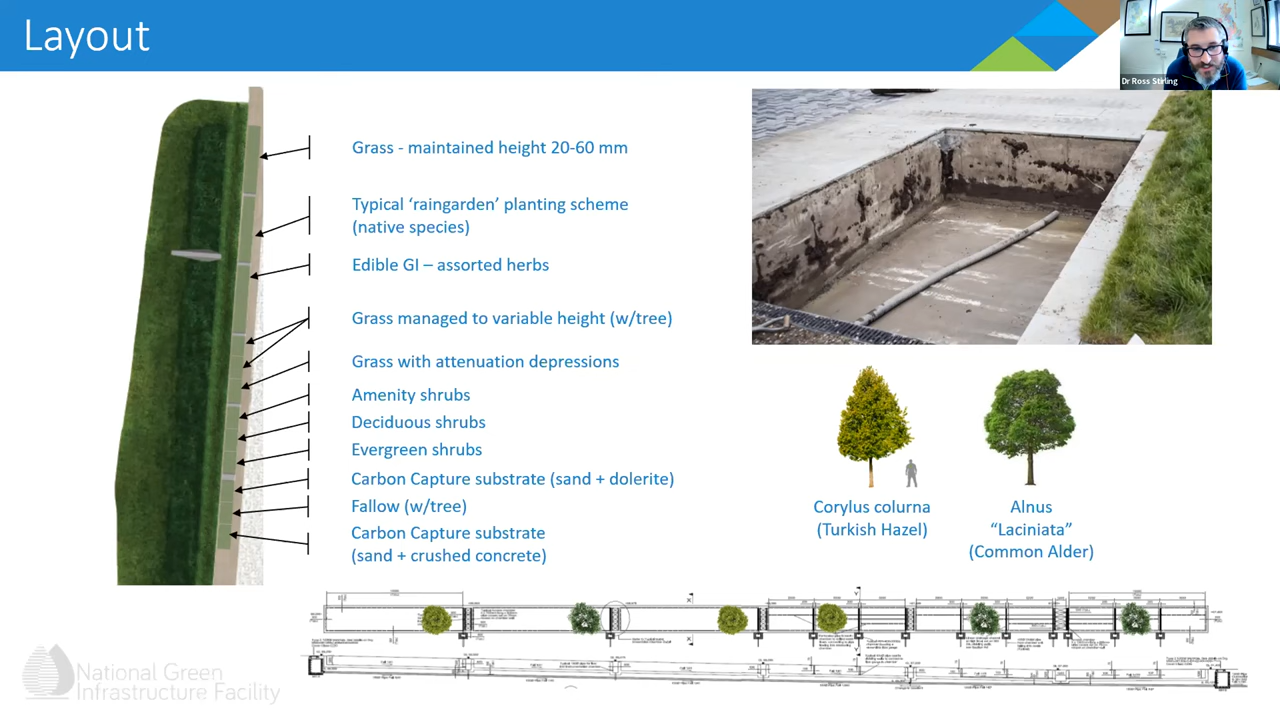 Layout
Dr Ross Stirling
Grass - maintained height 20-60 mm
Typical ‘raingarden’ planting scheme
(native species)
Edible GI – assorted herbs
Grass managed to variable height (w/tree)
Grass with attenuation depressions
Amenity shrubs
Deciduous shrubs
Evergreen shrubs
Carbon Capture substrate (sand + dolerite)
Fallow (w/tree)
Carbon Capture substrate
(sand + crushed concrete)
Corylus colurna
(Turkish Hazel)
Alnus
“Laciniata”
(Common Alder)
National Green
Infrastructure Facility